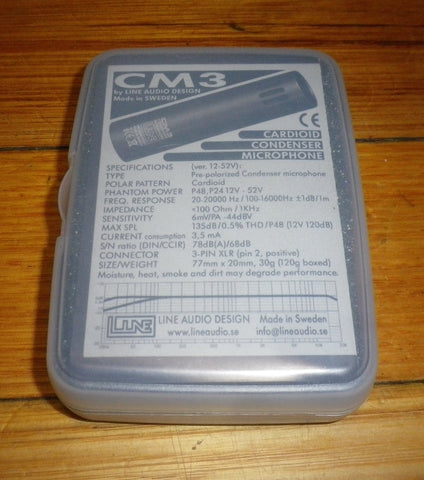 CM3
by LINE AUDIO DESIGN
Made in SWEDEN
CE
CARDIOID
CONDENSER
MICROPHONE
SPECIFICATIONS (ver. 12-52V):
TYPE Pre-polarized Condenser microphone
POLAR PATTERN Cardioid
PHANTOM POWER P48,P24 12V - 52V
FREQ. RESPONSE 20-20000 Hz / 100-16000Hz ±1dB/1m
IMPEDANCE <100 Ohm / 1KHz
SENSITIVITY 6mV/PA -44dBV
MAX SPL 135dB/0.5% THD/P48 (12V 120dB)
CURRENT consumption 3,5 mA
S/N ratio (DIN/CCIR) 78dB(A)/68dB
CONNECTOR 3-PIN XLR (pin 2, positive)
SIZE/WEIGHT 77mm x 20mm, 30g (120g boxed)
Moisture, heat, smoke and dirt may degrade performance.
LINE LINE AUDIO DESIGN Made in Sweden
www.lineaudio.se info@lineaudio.se